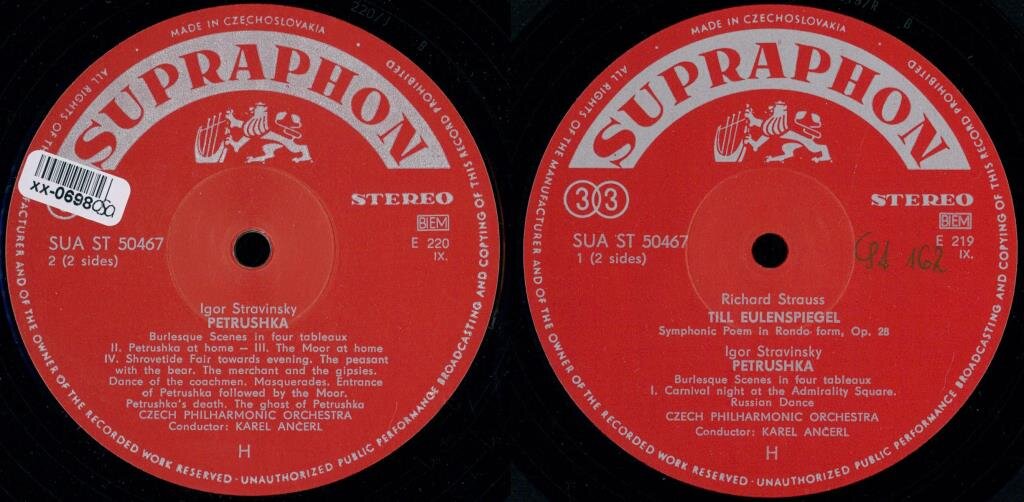 220/J
B
MADE IN CZECHOSLOVAKIA
SUPRAPHON
ALL RIGHTS OF THE MANUFACTURER AND OF THE OWNER OF THE RECORDED WORK RESERVED · UNAUTHORIZED PUBLIC PERFORMANCE BROADCASTING AND COPYING OF THIS RECORD PROHIBITED
xx-0698
STEREO
BIEM
SUA ST 50467
E 220
2 (2 sides)
IX.
Igor Stravinsky
PETRUSHKA
Burlesque Scenes in four tableaux
II. Petrushka at home – III. The Moor at home
IV. Shrovetide Fair towards evening. The peasant
with the bear. The merchant and the gipsies.
Dance of the coachmen. Masquerades. Entrance
of Petrushka followed by the Moor.
Petrushka's death. The ghost of Petrushka
CZECH PHILHARMONIC ORCHESTRA
Conductor: KAREL ANČERL
H
B
MADE IN CZECHOSLOVAKIA
SUPRAPHON
ALL RIGHTS OF THE MANUFACTURER AND OF THE OWNER OF THE RECORDED WORK RESERVED · UNAUTHORIZED PUBLIC PERFORMANCE BROADCASTING AND COPYING OF THIS RECORD PROHIBITED
33
STEREO
BIEM
SUA ST 50467
E 219
1 (2 sides)
IX.
162
Richard Strauss
TILL EULENSPIEGEL
Symphonic Poem in Rondo form, Op. 28
Igor Stravinsky
PETRUSHKA
Burlesque Scenes in four tableaux
I. Carnival night at the Admirality Square.
Russian Dance
CZECH PHILHARMONIC ORCHESTRA
Conductor: KAREL ANČERL
H